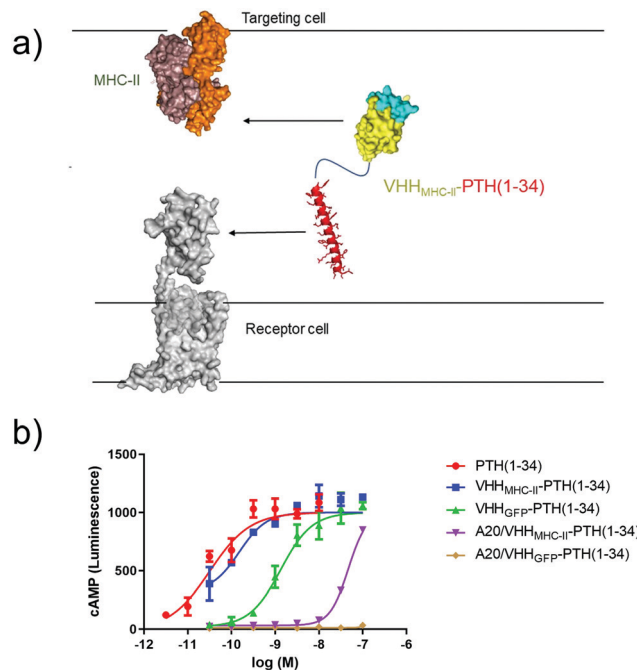 a)
Targeting cell
MHC-II
VHHMHC-II-PTH(1-34)
Receptor cell
b)
cAMP (Luminescence)
1500
1000
500
0
-12 -11 -10 -9 -8 -7 -6
log (M)
PTH(1-34)
VHHMHC-II-PTH(1-34)
VHHGFP-PTH(1-34)
A20/VHHMHC-II-PTH(1-34)
A20/VHHGFP-PTH(1-34)